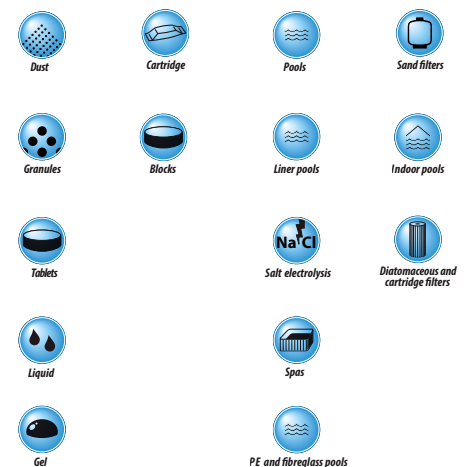 Dust
Cartridge
Pools
Sand filters
Granules
Blocks
Liner pools
Indoor pools
Tablets
NaCl
Salt electrolysis
Diatomaceous and
cartridge filters
Liquid
Spas
Gel
PE and fibreglass pools